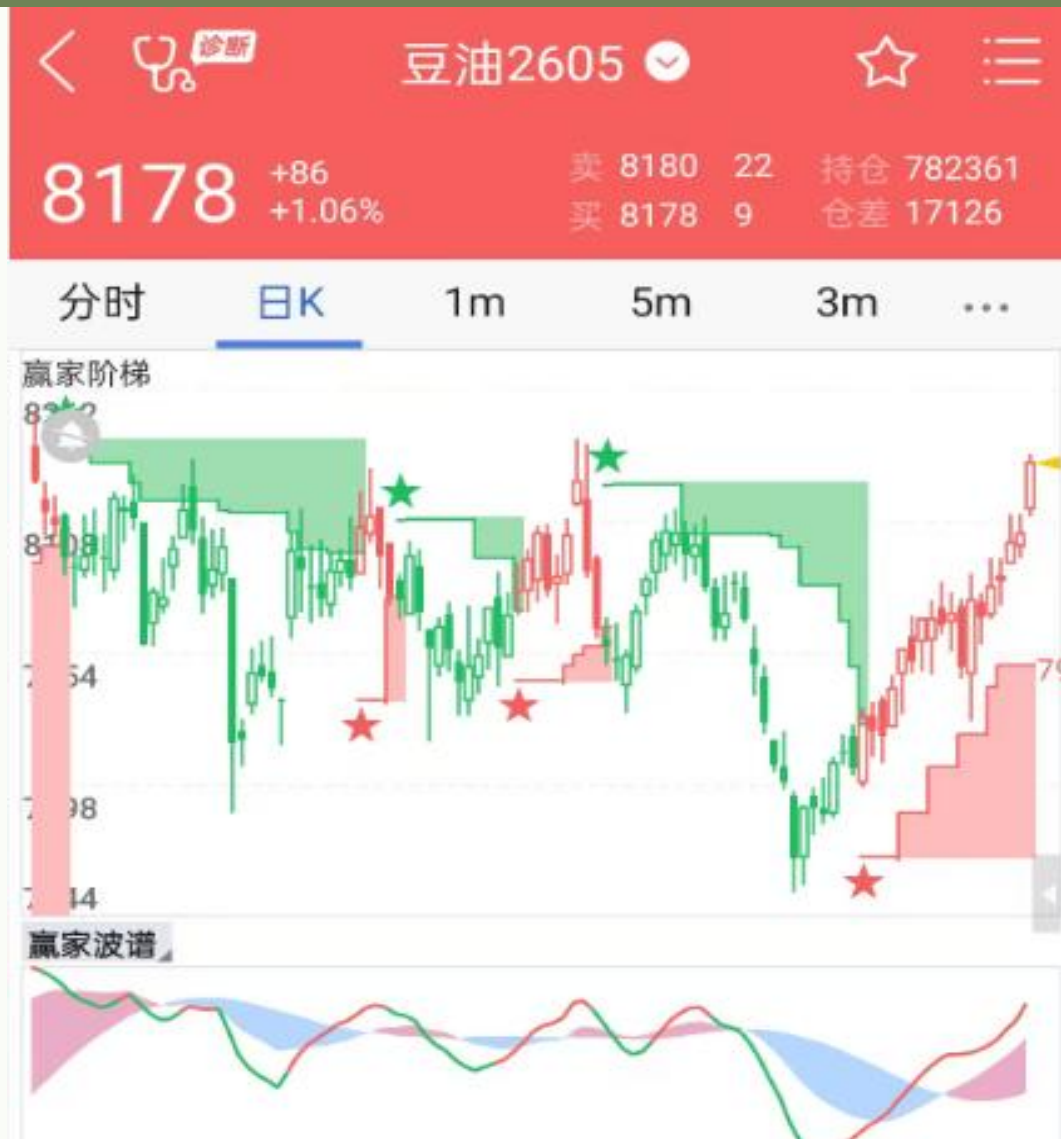 诊断 豆油2605
8178 +86 卖 8180 22 持仓 782361
+1.06% 买 8178 9 仓差 17126
分时 日K 1m 5m 3m ...
赢家阶梯
赢家波谱